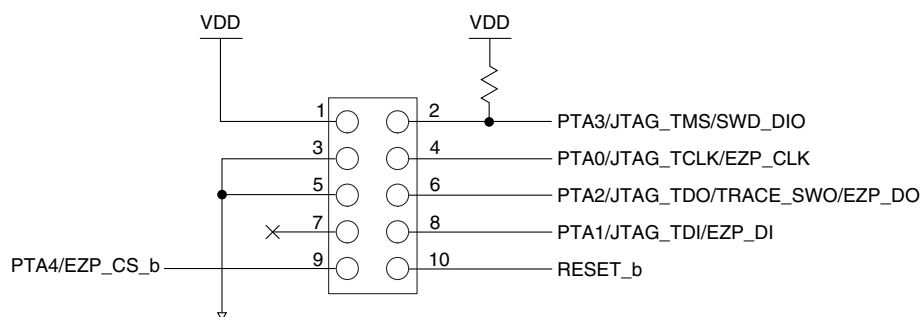 VDD VDD
1 2 PTA3/JTAG_TMS/SWD_DIO
3 4 PTA0/JTAG_TCLK/EZP_CLK
5 6 PTA2/JTAG_TDO/TRACE_SWO/EZP_DO
7 8 PTA1/JTAG_TDI/EZP_DI
PTA4/EZP_CS_b 9 10 RESET_b